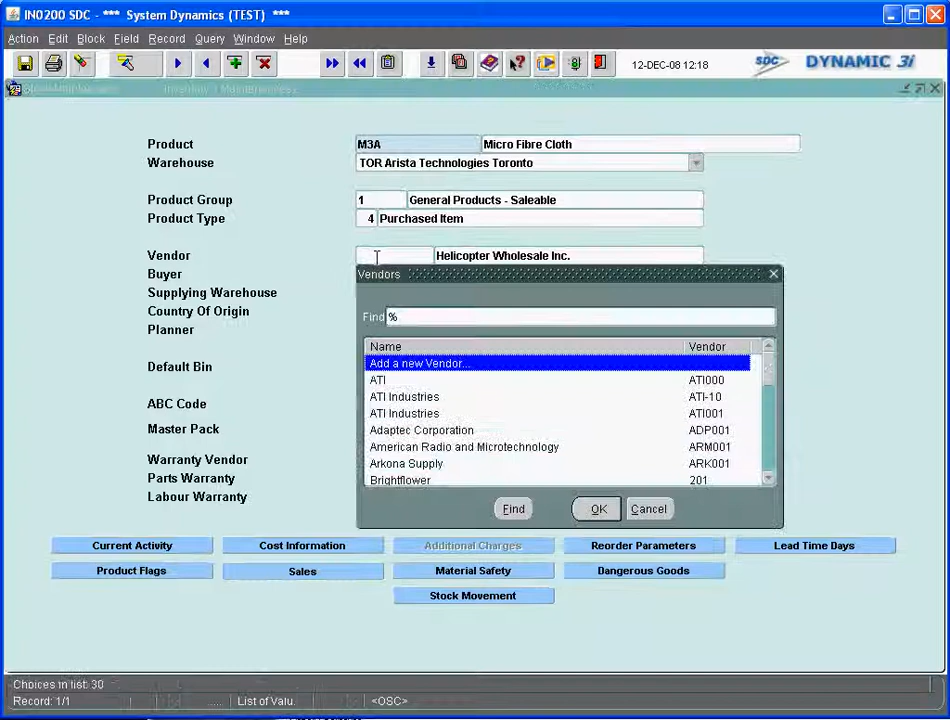 IN0200 SDC - *** System Dynamics (TEST) ***
Action Edit Block Field Record Query Window Help
12-DEC-08 12:18 SDC DYNAMIC 3i
Product M3A Micro Fibre Cloth
Warehouse TOR Arista Technologies Toronto
Product Group 1 General Products - Saleable
Product Type 4 Purchased Item
Vendor Helicopter Wholesale Inc.
Buyer
Supplying Warehouse
Country Of Origin
Planner
Default Bin
ABC Code
Master Pack
Warranty Vendor
Parts Warranty
Labour Warranty
Vendors
Find %
Name Vendor
Add a new Vendor...
ATI ATI000
ATI Industries ATI-10
ATI Industries ATI001
Adaptec Corporation ADP001
American Radio and Microtechnology ARM001
Arkona Supply ARK001
Brightflower 201
Find OK Cancel
Current Activity Cost Information Additional Charges Reorder Parameters Lead Time Days
Product Flags Sales Material Safety Dangerous Goods
Stock Movement
Choices in list: 30
Record: 1/1 .... List of Valu. <OSC>